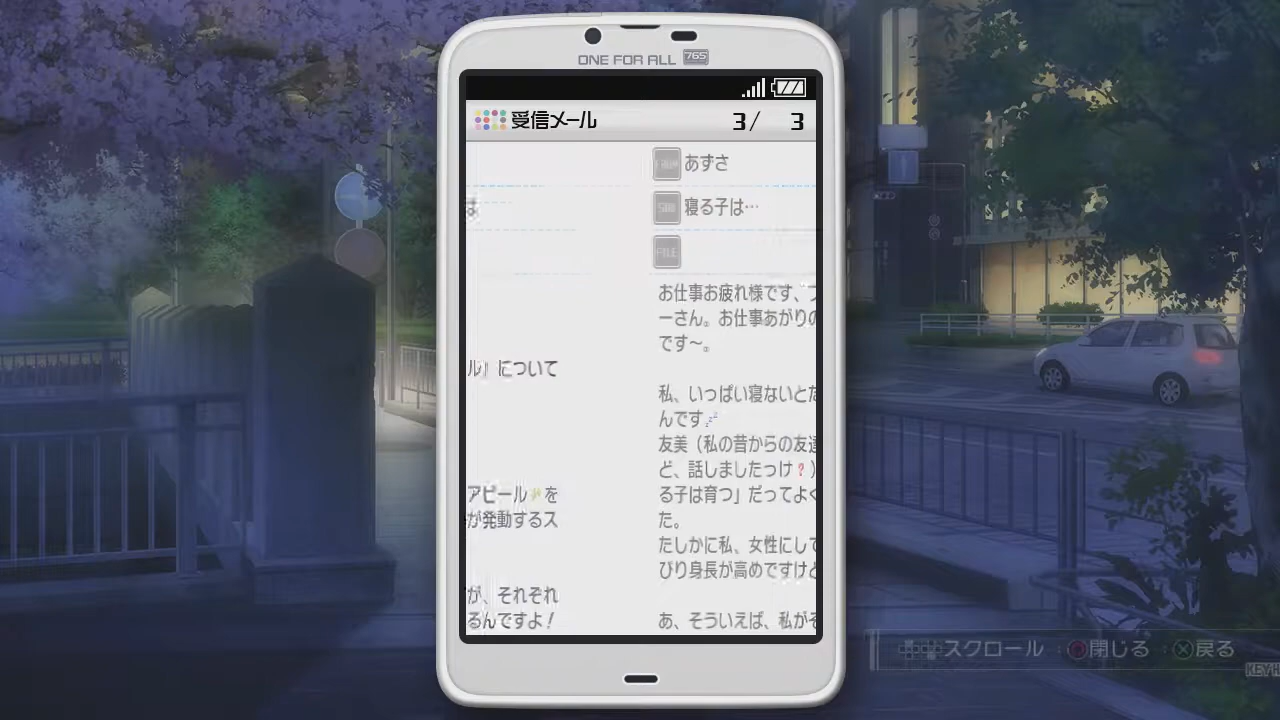 ONE FOR ALL 765
受信メール 3/ 3
あずさ
は
寝る子は…
FILE
お仕事お疲れ様です、プ
ーさん。お仕事あがりの
です〜。
ル』について
私、いっぱい寝ないとだ
んです
友美（私の昔からの友達
ど、話しましたっけ？）
アピール を
る子は育つ」だってよく
が発動するス
た。
たしかに私、女性にして
びり身長が高めですけど
が、それぞれ
るんですよ！
あ、そういえば、私がそ
スクロール : 閉じる : 戻る